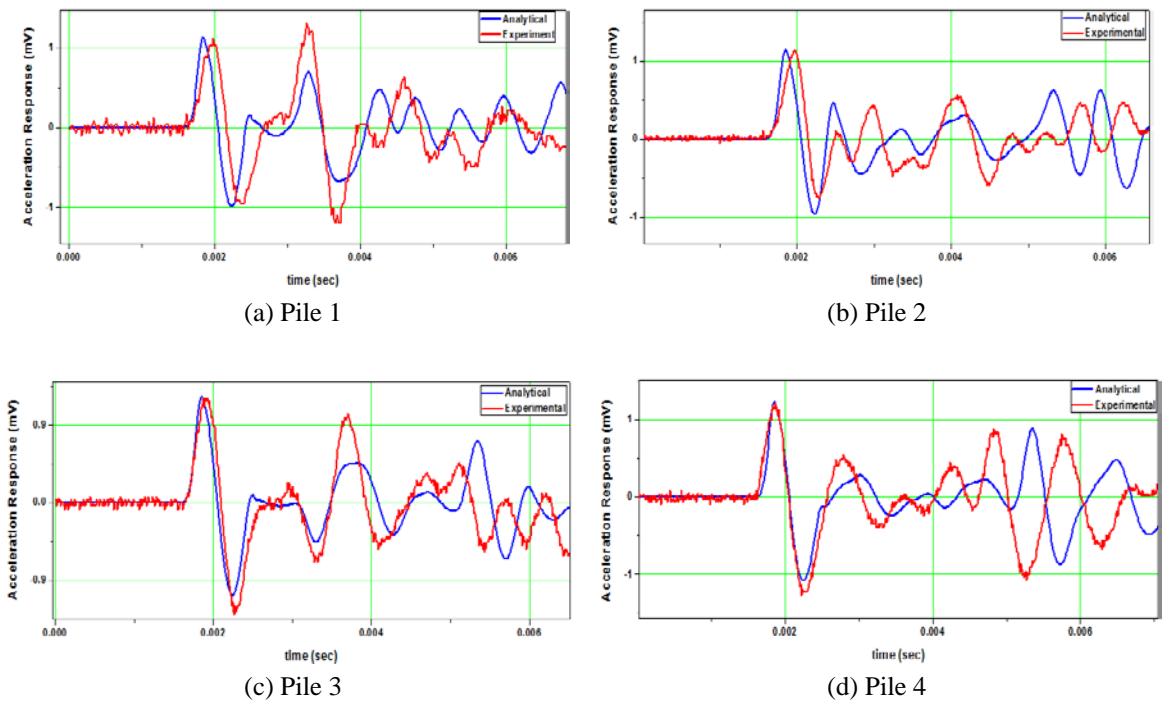 Analytical
Experiment
Acceleration Response (mV)
1
0
-1
0.000
0.002
0.004
0.006
time (sec)
(a) Pile 1
Analytical
Experimental
Acceleration Response (mV)
1
0
-1
0.002
0.004
0.006
time (sec)
(b) Pile 2
Analytical
Experimental
Acceleration Response (mV)
0.9
0.0
0.9
0.000
0.002
0.004
0.006
time (sec)
(c) Pile 3
Analytical
Experimental
Acceleration Response (mV)
1
0
-1
0.002
0.004
0.006
time (sec)
(d) Pile 4